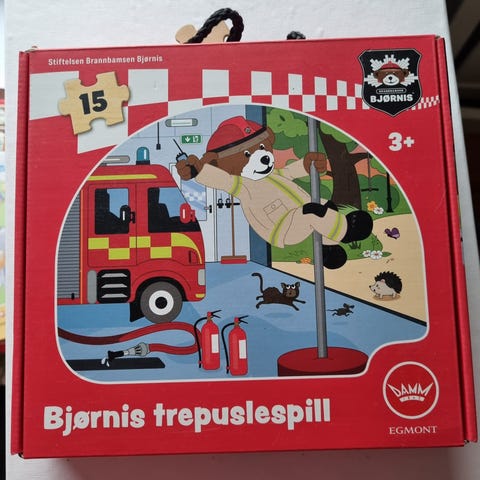 Stiftelsen Brannbamsen Bjørnis
15
BRANNBAMSEN
BJØRNIS
3+
Bjørnis trepuslespill
DAMM
EGMONT